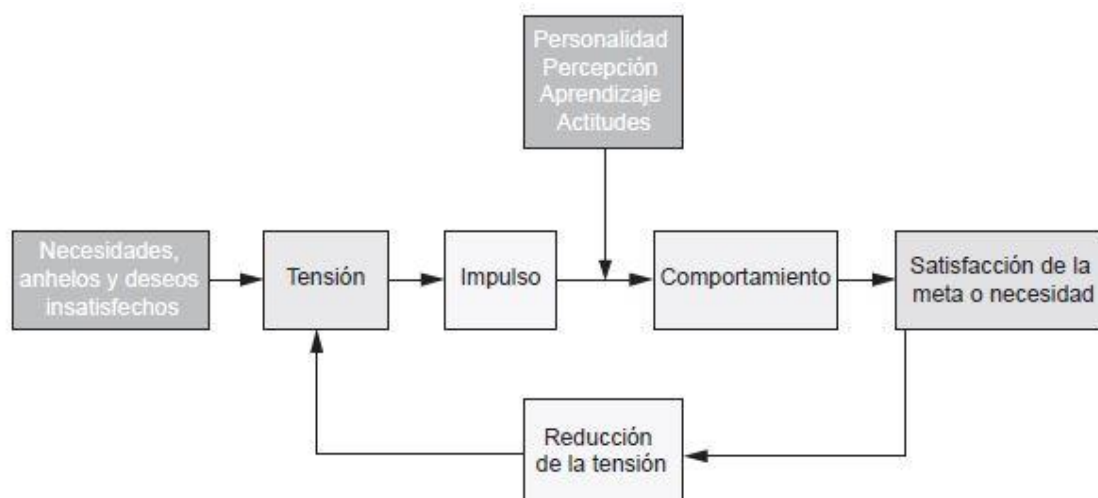 Personalidad
Percepción
Aprendizaje
Actitudes
Necesidades,
anhelos y deseos
insatisfechos
Tensión
Impulso
Comportamiento
Satisfacción de la
meta o necesidad
Reducción
de la tensión